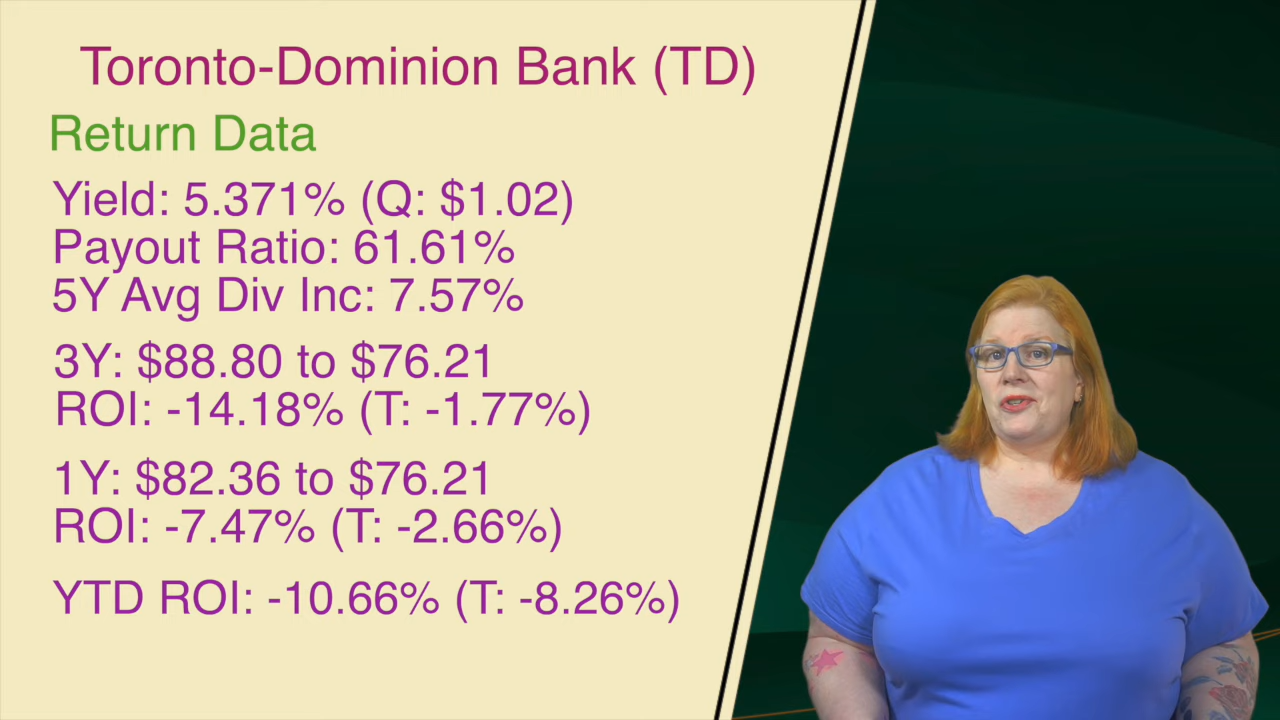 Toronto-Dominion Bank (TD)
Return Data
Yield: 5.371% (Q: $1.02)
Payout Ratio: 61.61%
5Y Avg Div Inc: 7.57%
3Y: $88.80 to $76.21
ROI: -14.18% (T: -1.77%)
1Y: $82.36 to $76.21
ROI: -7.47% (T: -2.66%)
YTD ROI: -10.66% (T: -8.26%)